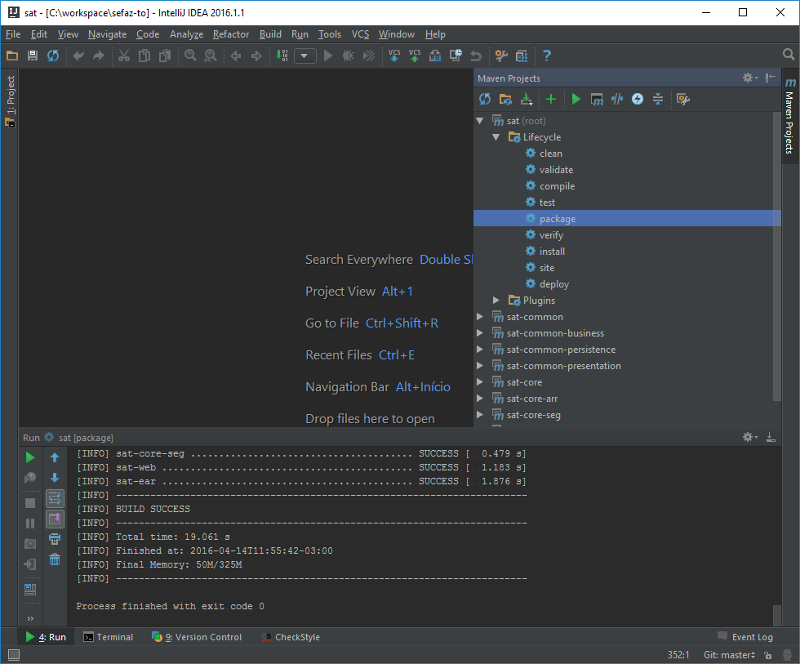 sat - [C:\workspace\sefaz-to] - IntelliJ IDEA 2016.1.1
File Edit View Navigate Code Analyze Refactor Build Run Tools VCS Window Help
VCS VCS ?
1: Project
Maven Projects
Maven Projects
sat (root)
Lifecycle
clean
validate
compile
test
package
verify
install
site
deploy
Plugins
sat-common
sat-common-business
sat-common-persistence
sat-common-presentation
sat-core
sat-core-arr
sat-core-seg
Search Everywhere Double Sh
Project View Alt+1
Go to File Ctrl+Shift+R
Recent Files Ctrl+E
Navigation Bar Alt+Início
Drop files here to open
Run sat [package]
[INFO] sat-core-seg ..................................... SUCCESS [  0.479 s]
[INFO] sat-web .......................................... SUCCESS [  1.183 s]
[INFO] sat-ear .......................................... SUCCESS [  1.876 s]
[INFO] ------------------------------------------------------------------------
[INFO] BUILD SUCCESS
[INFO] ------------------------------------------------------------------------
[INFO] Total time: 19.061 s
[INFO] Finished at: 2016-04-14T11:55:42-03:00
[INFO] Final Memory: 50M/325M
[INFO] ------------------------------------------------------------------------
Process finished with exit code 0
4: Run Terminal 9: Version Control CheckStyle Event Log
352:1 Git: master